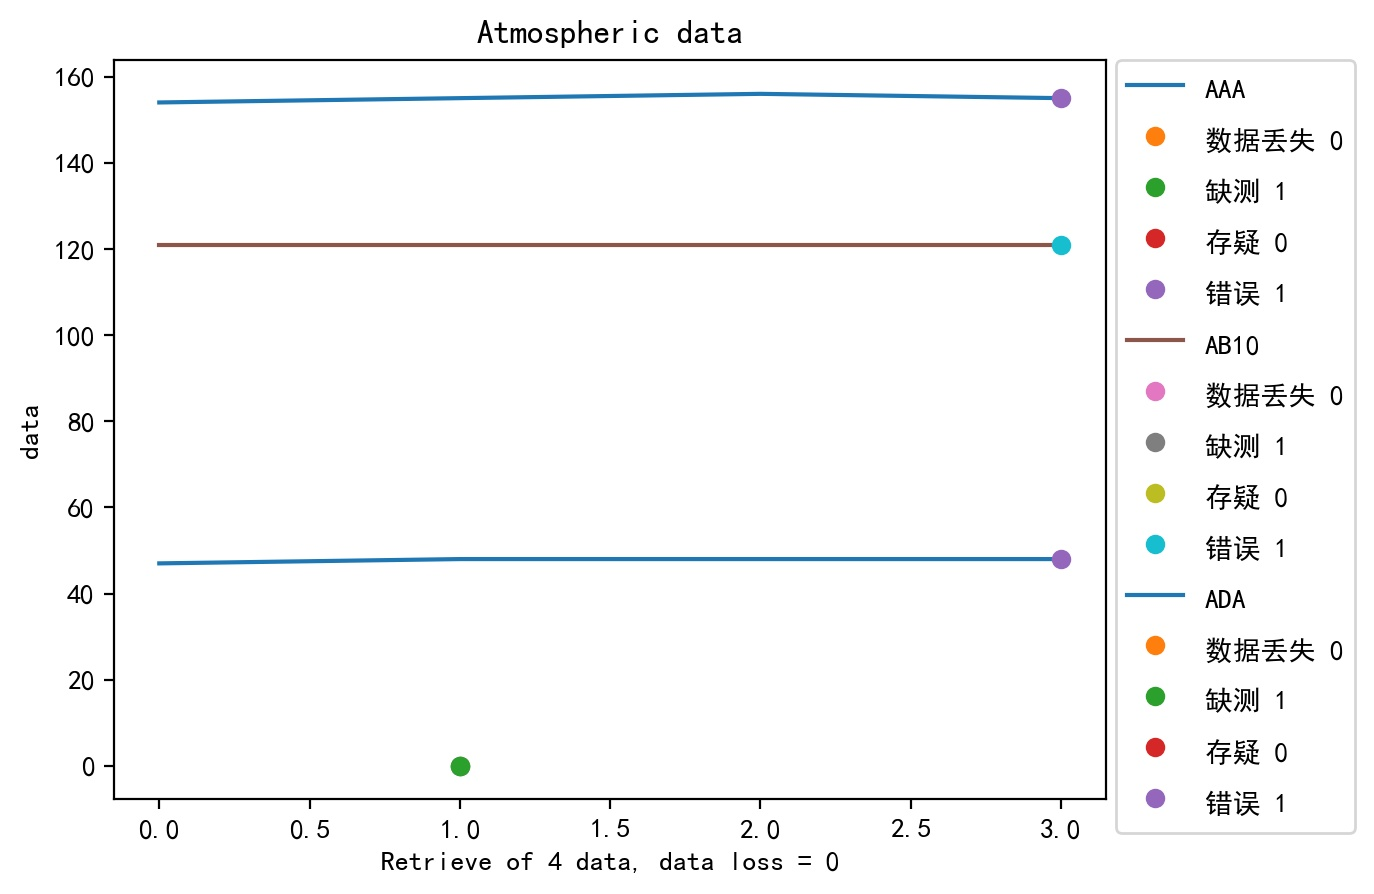 Atmospheric data
160
140
120
100
80
60
40
20
0
data
0.0 0.5 1.0 1.5 2.0 2.5 3.0
Retrieve of 4 data, data loss = 0
AAA
数据丢失 0
缺测 1
存疑 0
错误 1
AB10
数据丢失 0
缺测 1
存疑 0
错误 1
ADA
数据丢失 0
缺测 1
存疑 0
错误 1